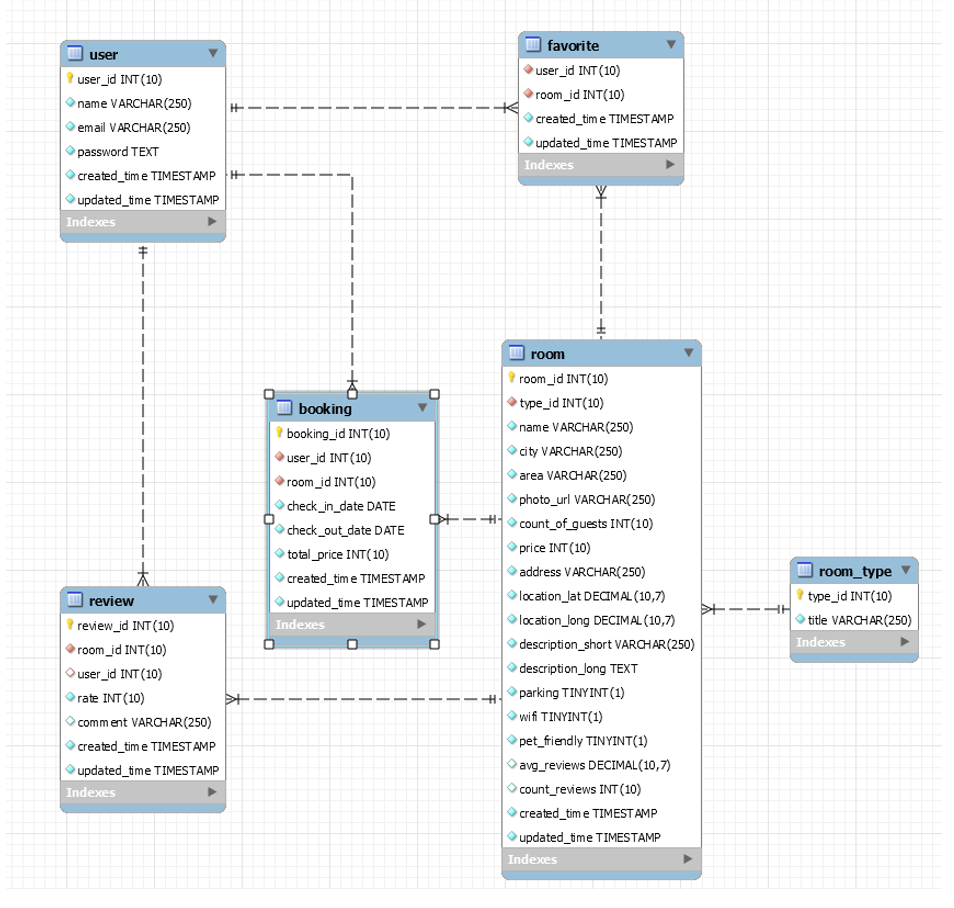 user
user_id INT(10)
name VARCHAR(250)
email VARCHAR(250)
password TEXT
created_time TIMESTAMP
updated_time TIMESTAMP
Indexes
favorite
user_id INT(10)
room_id INT(10)
created_time TIMESTAMP
updated_time TIMESTAMP
Indexes
booking
booking_id INT(10)
user_id INT(10)
room_id INT(10)
check_in_date DATE
check_out_date DATE
total_price INT(10)
created_time TIMESTAMP
updated_time TIMESTAMP
Indexes
room
room_id INT(10)
type_id INT(10)
name VARCHAR(250)
city VARCHAR(250)
area VARCHAR(250)
photo_url VARCHAR(250)
count_of_guests INT(10)
price INT(10)
address VARCHAR(250)
location_lat DECIMAL(10,7)
location_long DECIMAL(10,7)
description_short VARCHAR(250)
description_long TEXT
parking TINYINT(1)
wifi TINYINT(1)
pet_friendly TINYINT(1)
avg_reviews DECIMAL(10,7)
count_reviews INT(10)
created_time TIMESTAMP
updated_time TIMESTAMP
Indexes
room_type
type_id INT(10)
title VARCHAR(250)
Indexes
review
review_id INT(10)
room_id INT(10)
user_id INT(10)
rate INT(10)
comment VARCHAR(250)
created_time TIMESTAMP
updated_time TIMESTAMP
Indexes